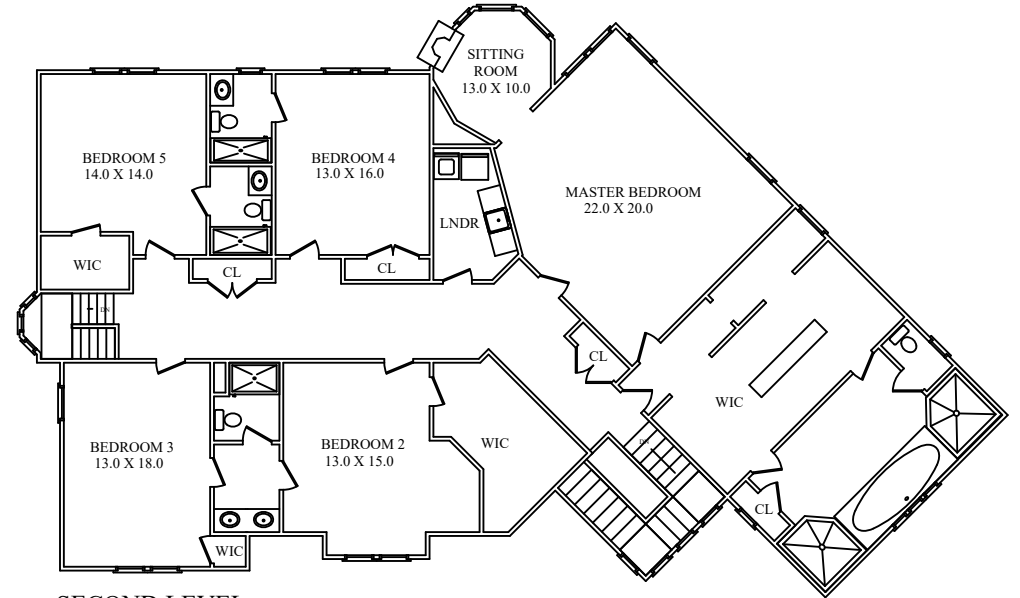 SITTING
ROOM
13.0 X 10.0
BEDROOM 5
14.0 X 14.0
BEDROOM 4
13.0 X 16.0
MASTER BEDROOM
22.0 X 20.0
LNDR
WIC
CL
CL
DN
CL
WIC
BEDROOM 3
13.0 X 18.0
BEDROOM 2
13.0 X 15.0
WIC
DN
CL
WIC
SECOND LEVEL